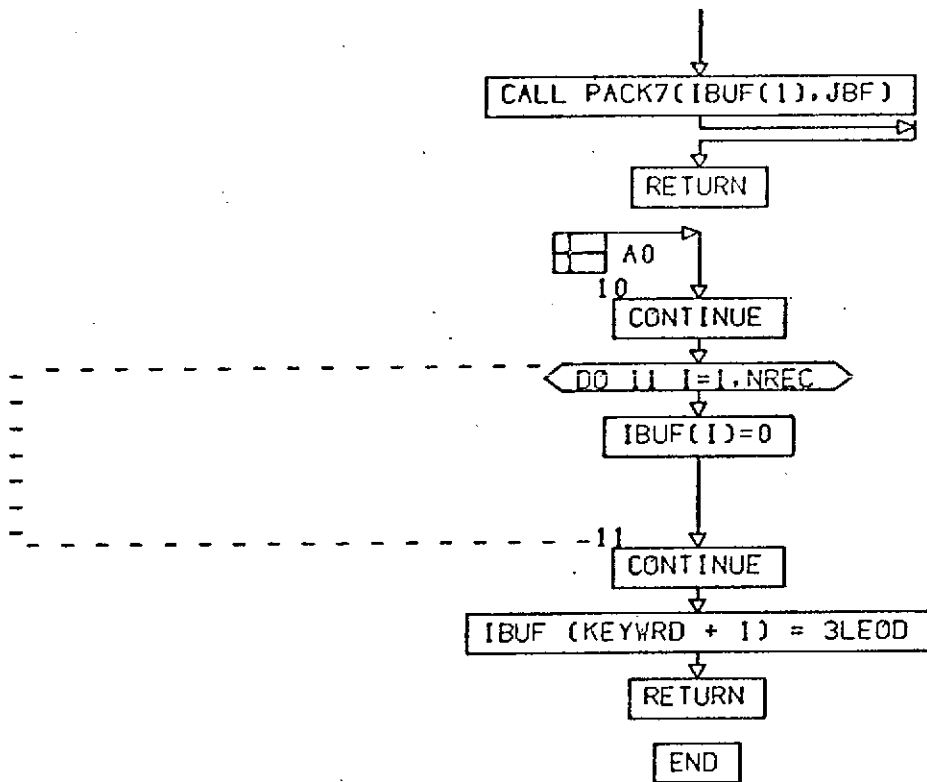 CALL PACK7(IBUF(1),JBF)
RETURN
A0
10
CONTINUE
DO 11 I=1,NREC
IBUF(I)=0
11
CONTINUE
IBUF (KEYWRD + 1) = 3LEOD
RETURN
END